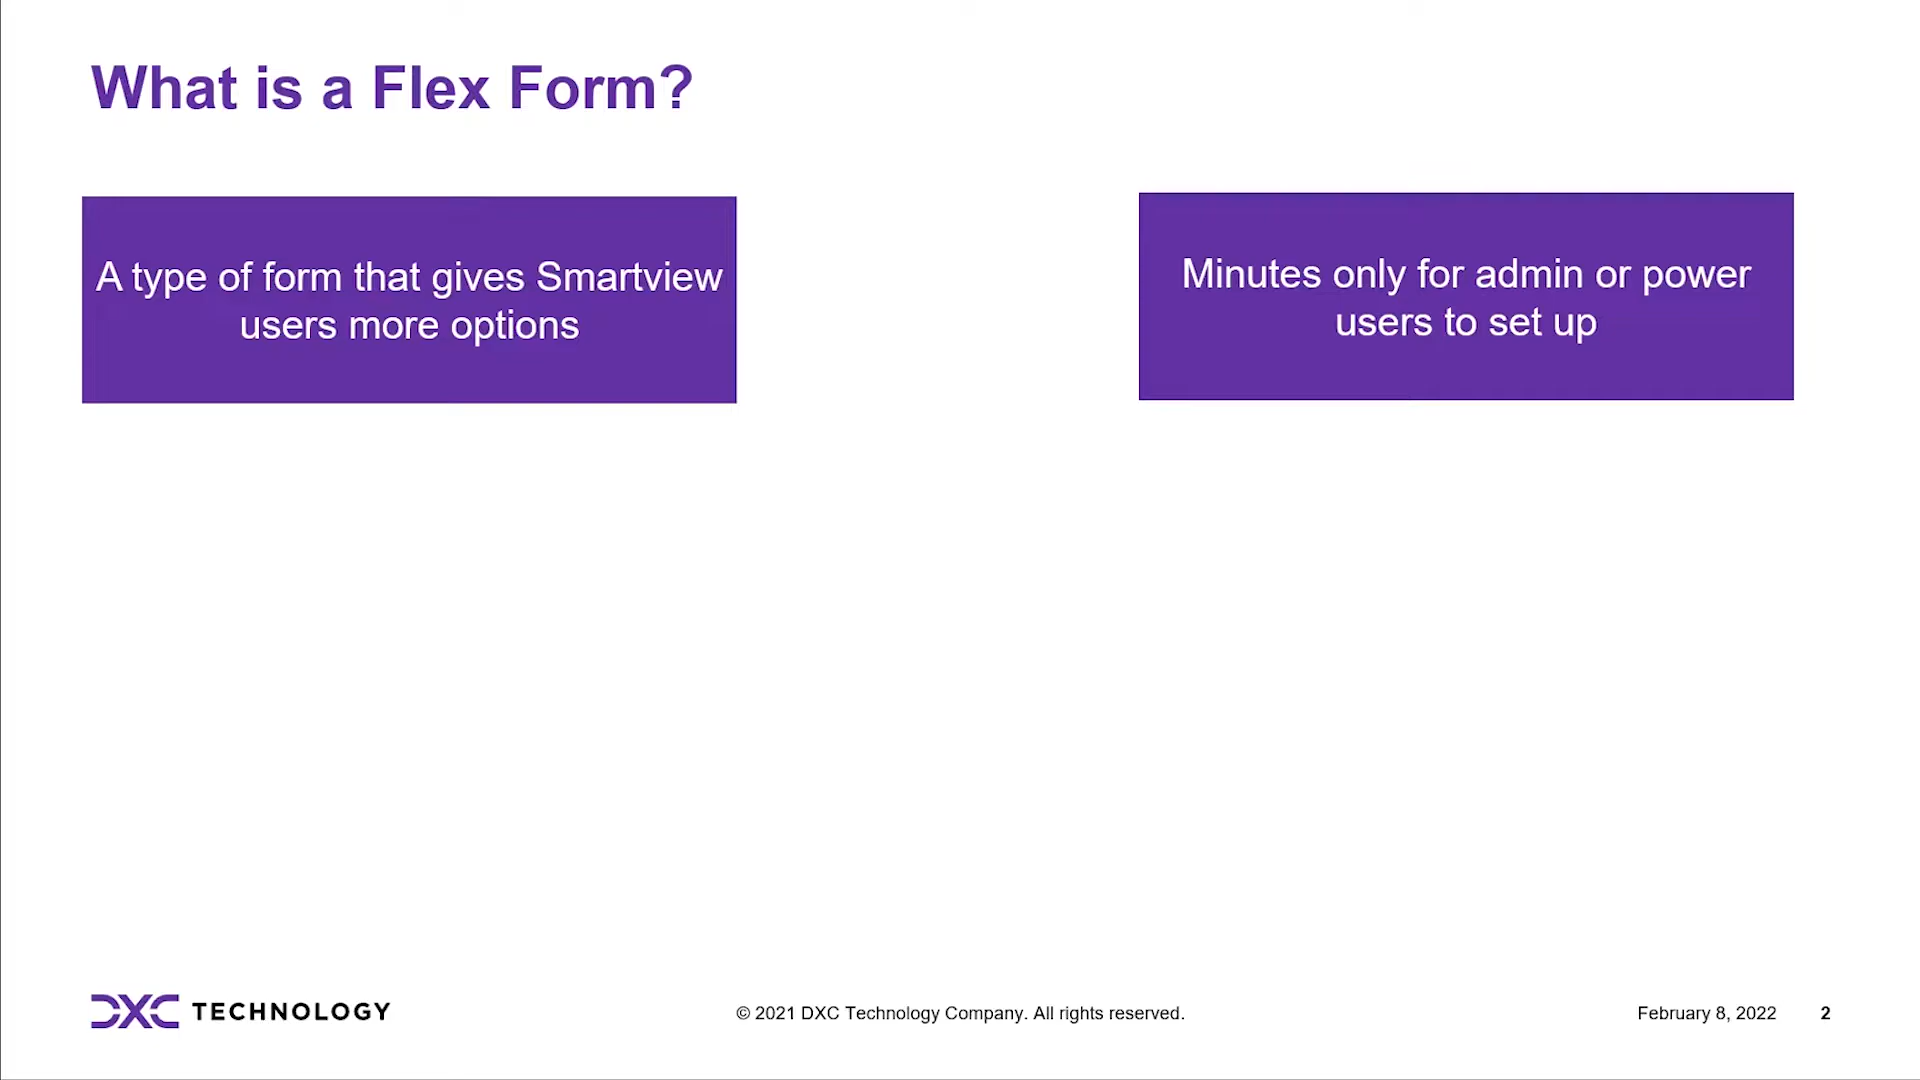 What is a Flex Form?
A type of form that gives Smartview
users more options
Minutes only for admin or power
users to set up
DXC TECHNOLOGY
© 2021 DXC Technology Company. All rights reserved.
February 8, 2022
2